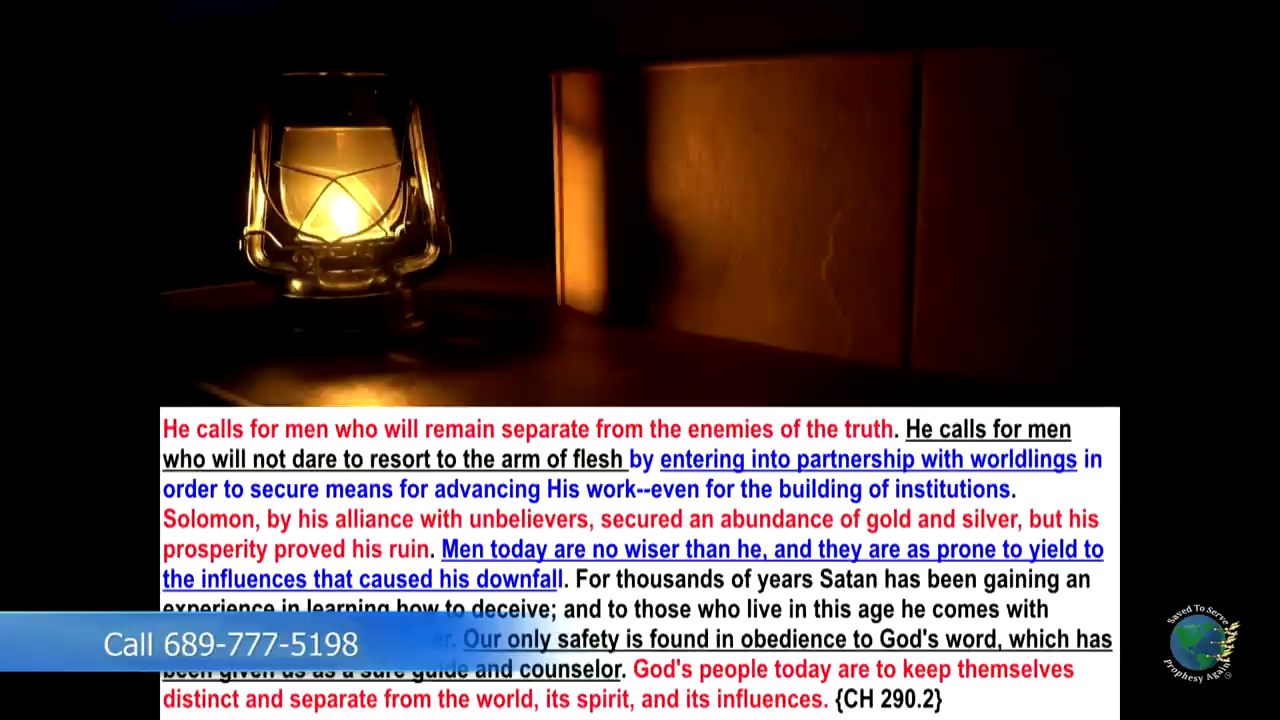 He calls for men who will remain separate from the enemies of the truth. He calls for men
who will not dare to resort to the arm of flesh by entering into partnership with worldlings in
order to secure means for advancing His work--even for the building of institutions.
Solomon, by his alliance with unbelievers, secured an abundance of gold and silver, but his
prosperity proved his ruin. Men today are no wiser than he, and they are as prone to yield to
the influences that caused his downfall. For thousands of years Satan has been gaining an
experience in learning how to deceive; and to those who live in this age he comes with
Our only safety is found in obedience to God's word, which has
been given us as a sure guide and counselor. God's people today are to keep themselves
distinct and separate from the world, its spirit, and its influences. {CH 290.2}
Call 689-777-5198
Saved To Serve
Prophesy Again